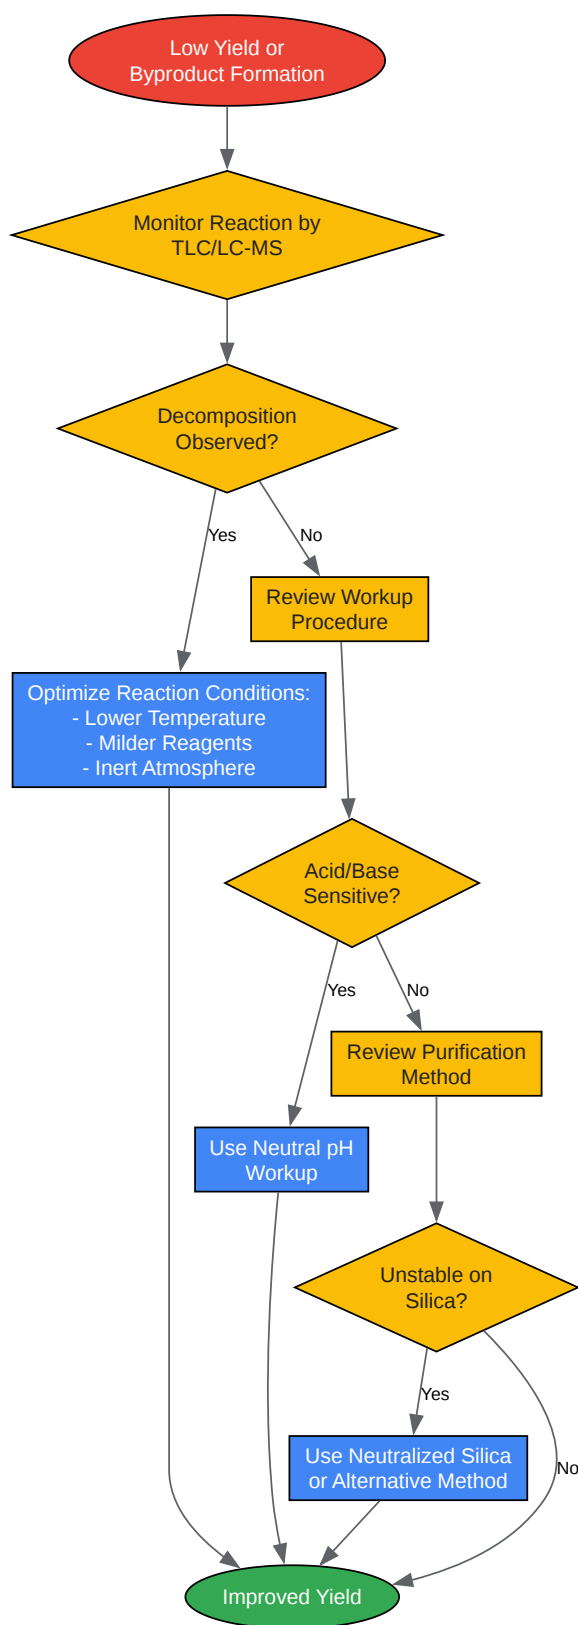 Low Yield or
Byproduct Formation
Monitor Reaction by
TLC/LC-MS
Decomposition
Observed?
Yes
No
Review Workup
Procedure
Optimize Reaction Conditions:
- Lower Temperature
- Milder Reagents
- Inert Atmosphere
Acid/Base
Sensitive?
Yes
No
Review Purification
Method
Use Neutral pH
Workup
Unstable on
Silica?
Yes
No
Use Neutralized Silica
or Alternative Method
Improved Yield